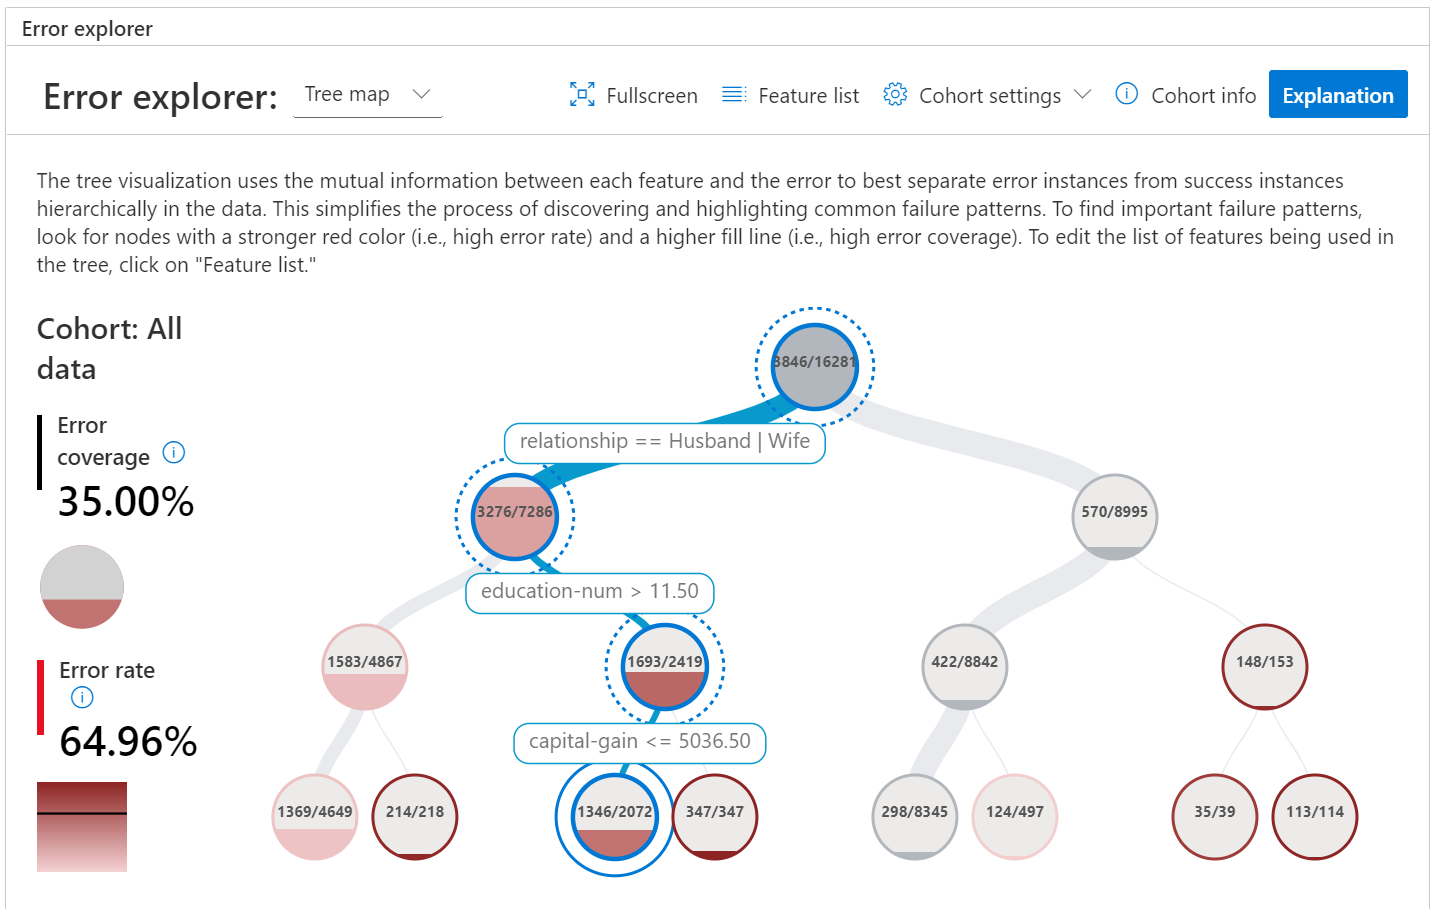 Error explorer
Error explorer:
Tree map
Fullscreen
Feature list
Cohort settings
Cohort info
Explanation
The tree visualization uses the mutual information between each feature and the error to best separate error instances from success instances
hierarchically in the data. This simplifies the process of discovering and highlighting common failure patterns. To find important failure patterns,
look for nodes with a stronger red color (i.e., high error rate) and a higher fill line (i.e., high error coverage). To edit the list of features being used in
the tree, click on "Feature list."
Cohort: All
data
Error
coverage
35.00%
Error rate
64.96%
3846/16281
relationship == Husband | Wife
3276/7286
570/8995
education-num > 11.50
1583/4867
1693/2419
422/8842
148/153
capital-gain <= 5036.50
1369/4649
214/218
1346/2072
347/347
298/8345
124/497
35/39
113/114